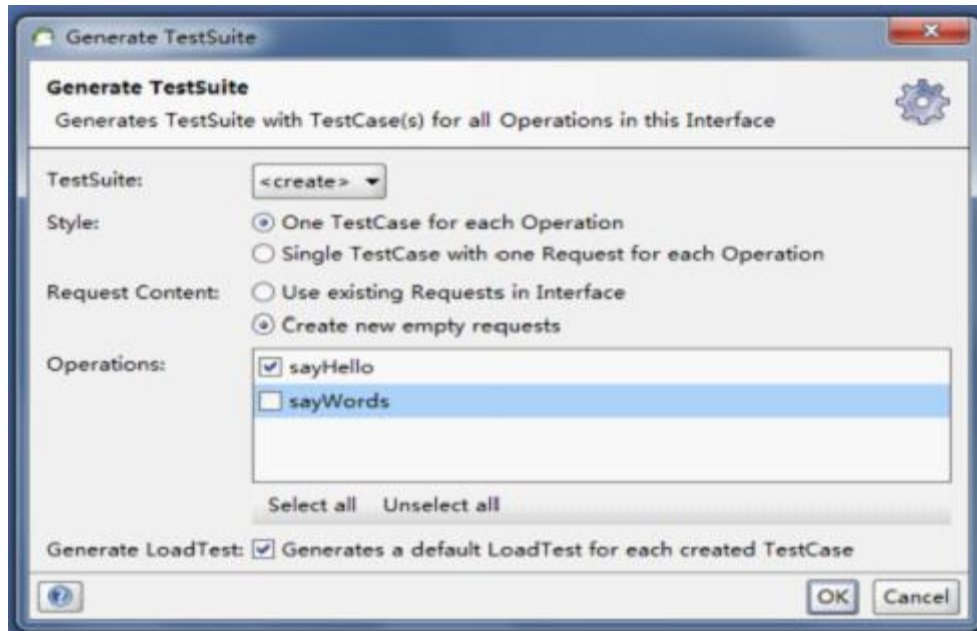 Generate TestSuite
Generate TestSuite
Generates TestSuite with TestCase(s) for all Operations in this Interface
TestSuite: <create>
Style: One TestCase for each Operation
Single TestCase with one Request for each Operation
Request Content: Use existing Requests in Interface
Create new empty requests
Operations: sayHello
sayWords
Select all Unselect all
Generate LoadTest: Generates a default LoadTest for each created TestCase
OK Cancel